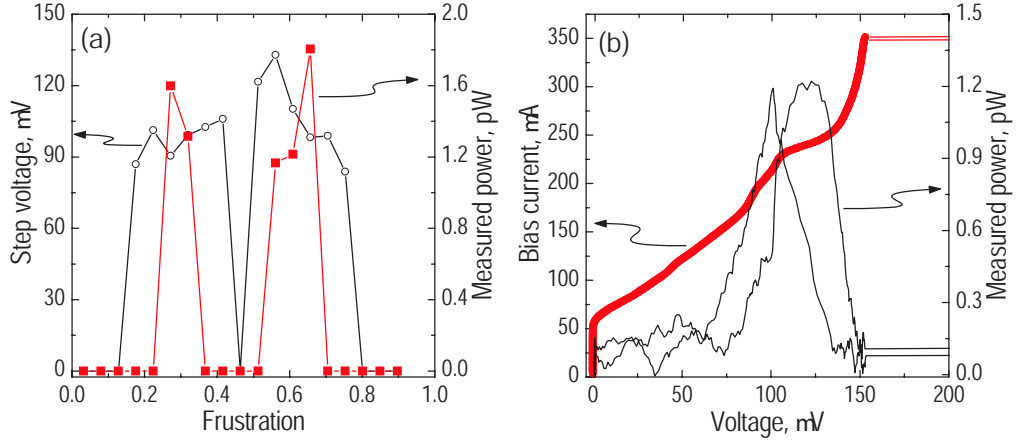 (a)
Step voltage, mV
150
120
90
60
30
0
2.0
1.6
1.2
0.8
0.4
0.0
Measured power, pW
0.0 0.2 0.4 0.6 0.8 1.0
Frustration
(b)
Bias current, mA
350
300
250
200
150
100
50
0
1.5
1.2
0.9
0.6
0.3
0.0
Measured power, pW
0 50 100 150 200
Voltage, mV